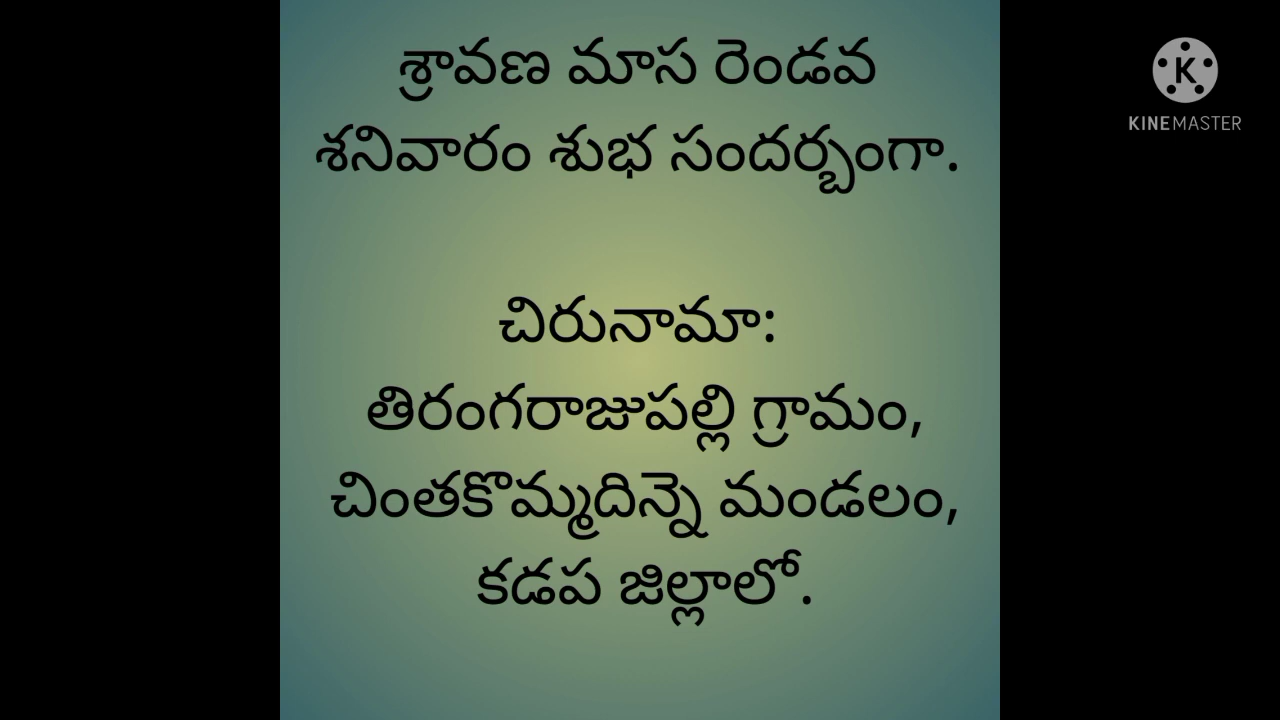 శ్రావణ మాస రెండవ
శనివారం శుభ సందర్బంగా.
చిరునామా:
తిరంగరాజుపల్లి గ్రామం,
చింతకొమ్మదిన్నె మండలం,
కడప జిల్లాలో.
K
KINEMASTER